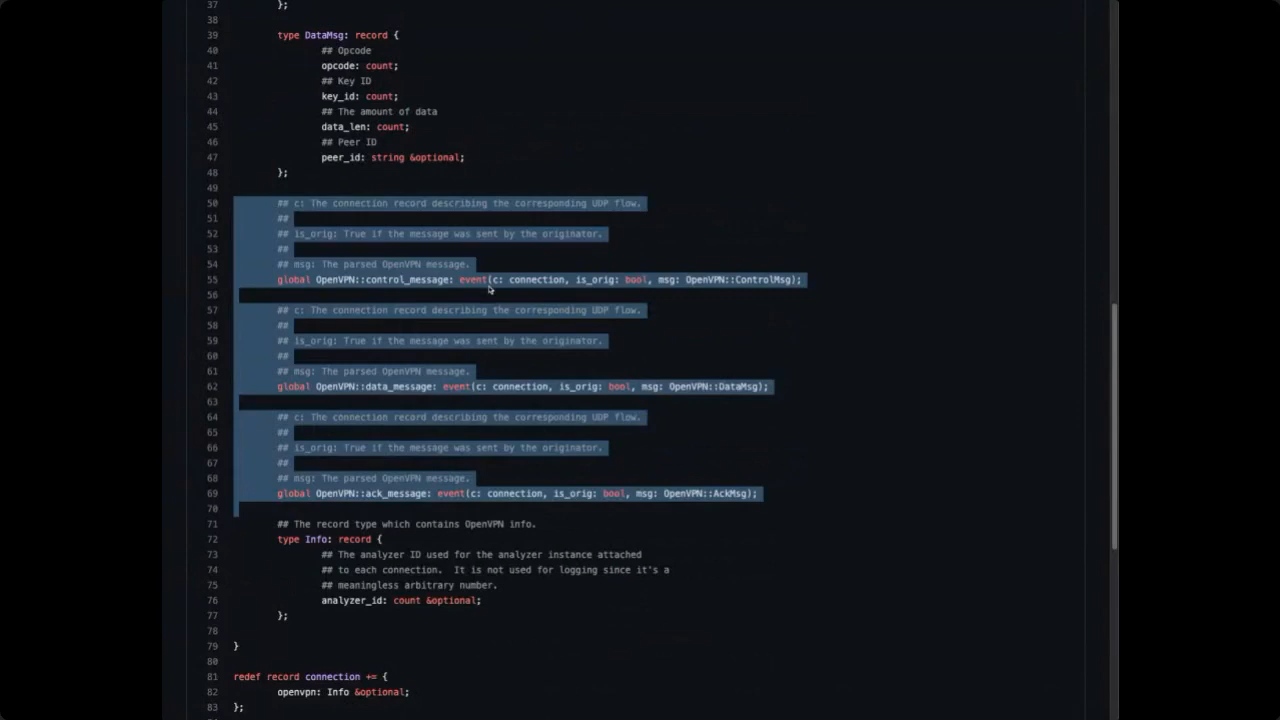 37 };
38
39 type DataMsg: record {
40 ## Opcode
41 opcode: count;
42 ## Key ID
43 key_id: count;
44 ## The amount of data
45 data_len: count;
46 ## Peer ID
47 peer_id: string &optional;
48 };
49
50 ## c: The connection record describing the corresponding UDP flow.
51 ##
52 ## is_orig: True if the message was sent by the originator.
53 ##
54 ## msg: The parsed OpenVPN message.
55 global OpenVPN::control_message: event(c: connection, is_orig: bool, msg: OpenVPN::ControlMsg);
56
57 ## c: The connection record describing the corresponding UDP flow.
58 ##
59 ## is_orig: True if the message was sent by the originator.
60 ##
61 ## msg: The parsed OpenVPN message.
62 global OpenVPN::data_message: event(c: connection, is_orig: bool, msg: OpenVPN::DataMsg);
63
64 ## c: The connection record describing the corresponding UDP flow.
65 ##
66 ## is_orig: True if the message was sent by the originator.
67 ##
68 ## msg: The parsed OpenVPN message.
69 global OpenVPN::ack_message: event(c: connection, is_orig: bool, msg: OpenVPN::AckMsg);
70
71 ## The record type which contains OpenVPN info.
72 type Info: record {
73 ## The analyzer ID used for the analyzer instance attached
74 ## to each connection.  It is not used for logging since it's a
75 ## meaningless arbitrary number.
76 analyzer_id: count &optional;
77 };
78
79 }
80
81 redef record connection += {
82 openvpn: Info &optional;
83 };